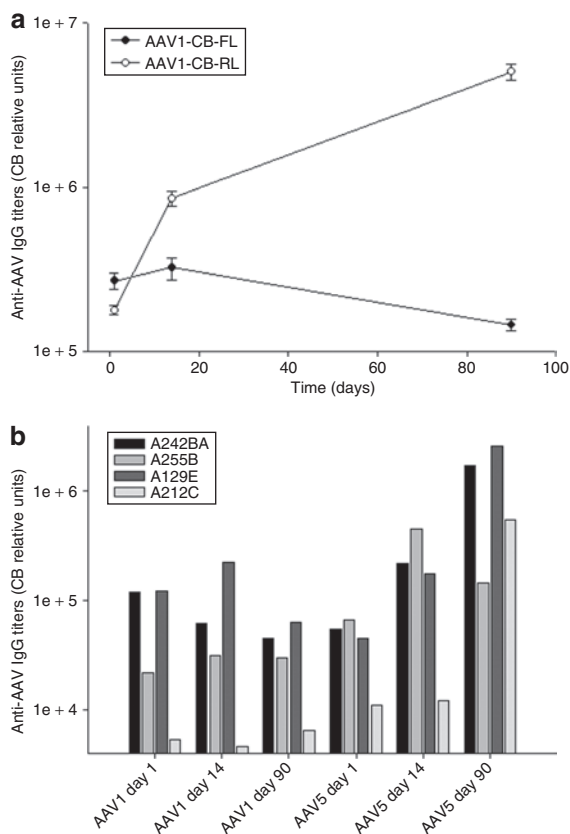 a
1e + 7
AAV1-CB-FL
AAV1-CB-RL
Anti-AAV IgG titers (CB relative units)
1e + 6
1e + 5
0 20 40 60 80 100
Time (days)
b
A242BA
A255B
A129E
A212C
Anti-AAV IgG titers (CB relative units)
1e + 6
1e + 5
1e + 4
AAV1 day 1
AAV1 day 14
AAV1 day 90
AAV5 day 1
AAV5 day 14
AAV5 day 90